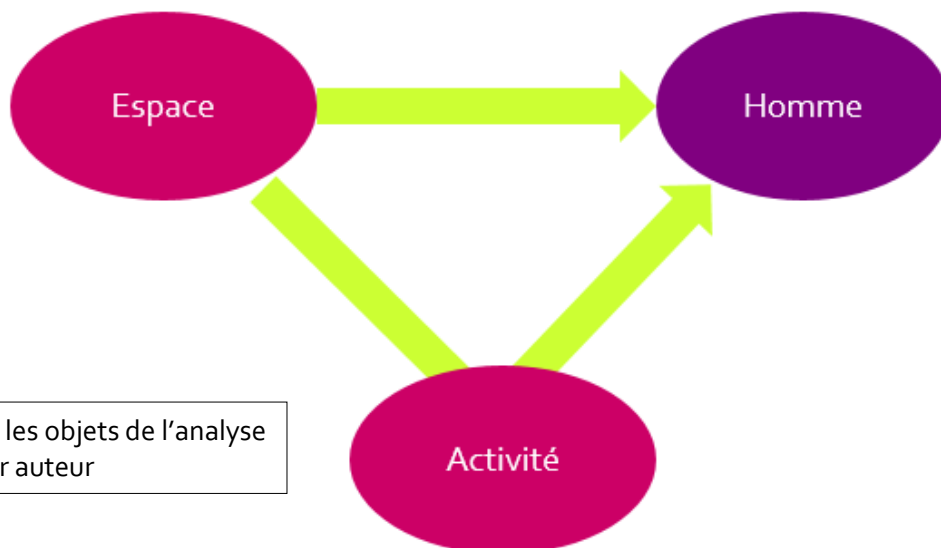 Espace
Homme
les objets de l'analyse
r auteur
Activité